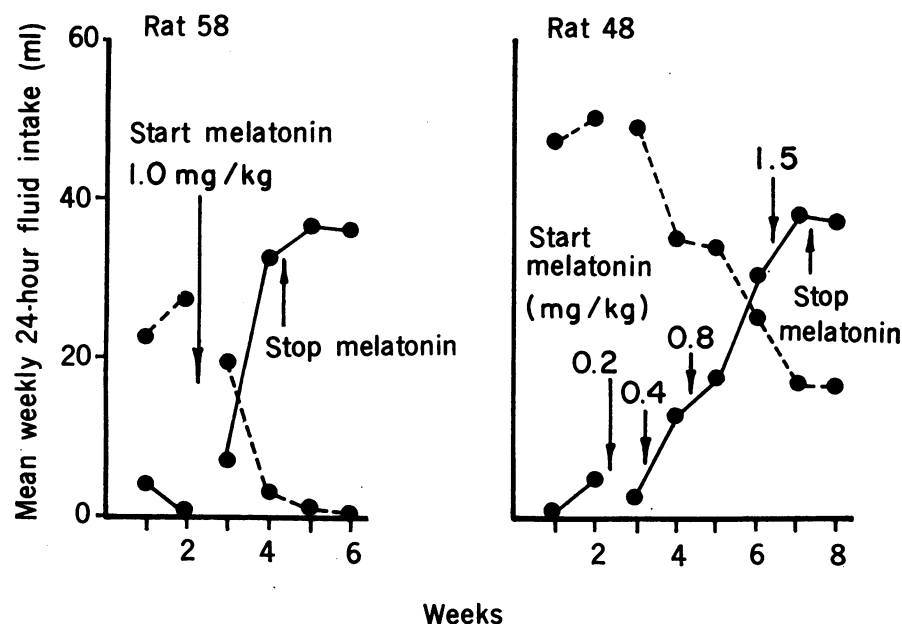 Mean weekly 24-hour fluid intake (ml)
60
40
20
0
Rat 58
Start melatonin
1.0 mg/kg
Stop melatonin
2
4
6
Rat 48
Start
melatonin
(mg/kg)
0.2
0.4
0.8
1.5
Stop
melatonin
2
4
6
8
Weeks